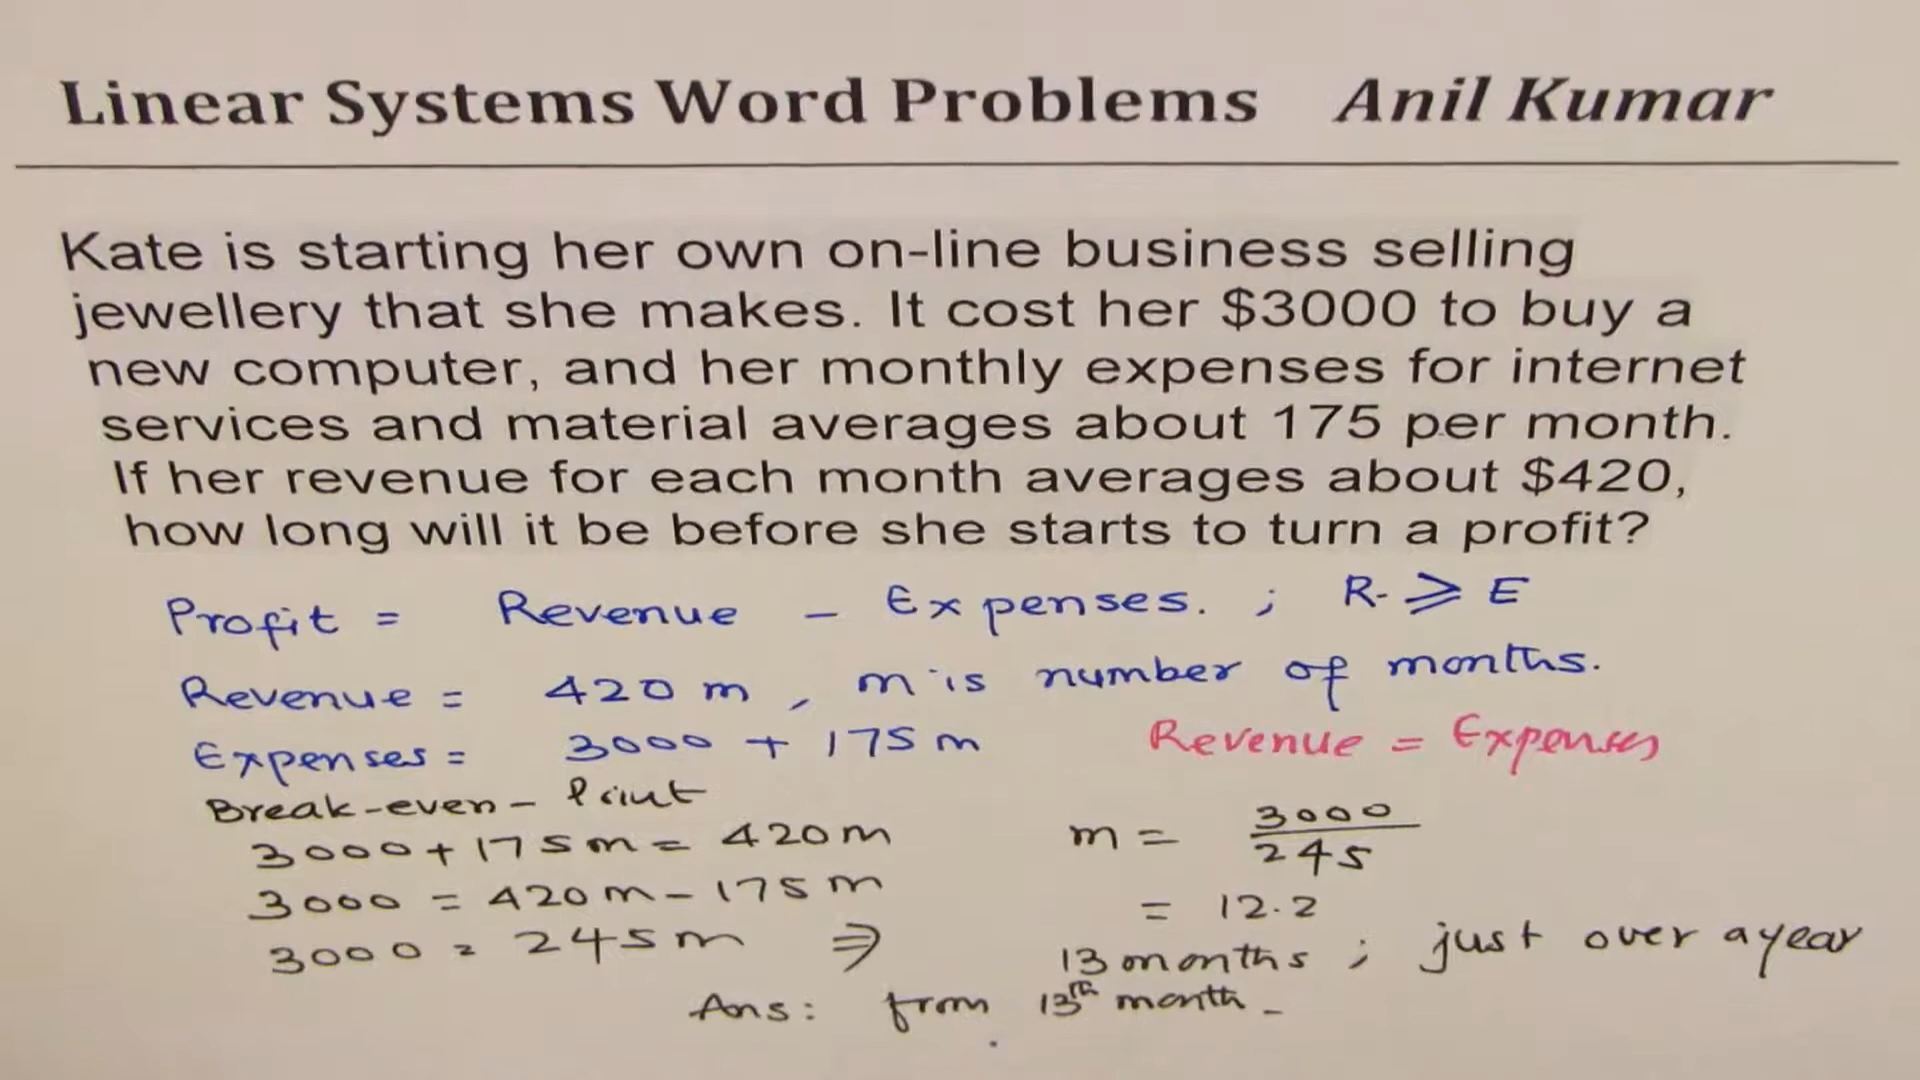 Linear Systems Word Problems Anil Kumar
Kate is starting her own on-line business selling
jewellery that she makes. It cost her $3000 to buy a
new computer, and her monthly expenses for internet
services and material averages about 175 per month.
If her revenue for each month averages about $420,
how long will it be before she starts to turn a profit?
Profit = Revenue - Expenses. ; R ⩾ E
Revenue = 420 m , m is number of months.
Expenses = 3000 + 175 m Revenue = Expenses
Break-even-Point
3000 + 175m = 420m m = 3000/245
3000 = 420m - 175m = 12.2
3000 = 245m ⇒ 13 months ; just over a year
Ans: from 13th month -